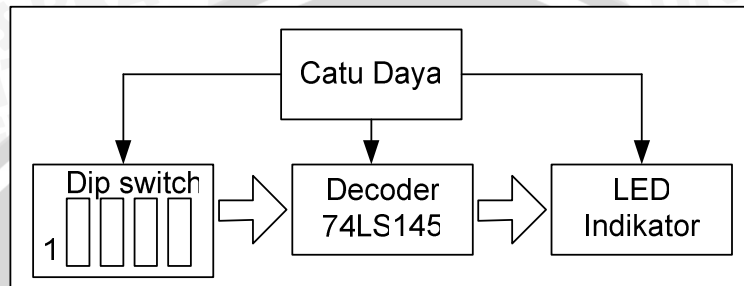 Catu Daya
Dip switch
1
Decoder
74LS145
LED
Indikator